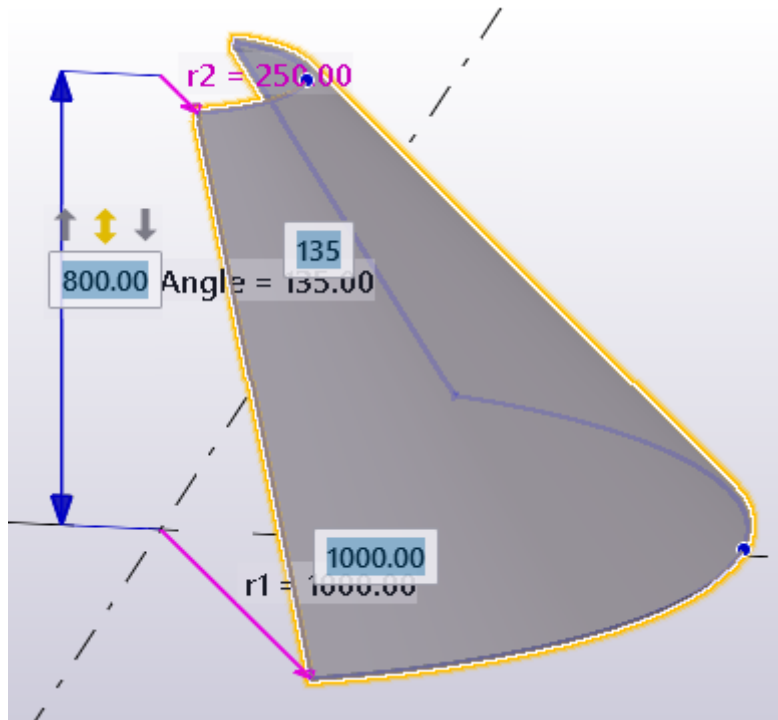 r2 = 250.00
135
800.00
Angle = 135.00
1000.00
r1 = 1000.00